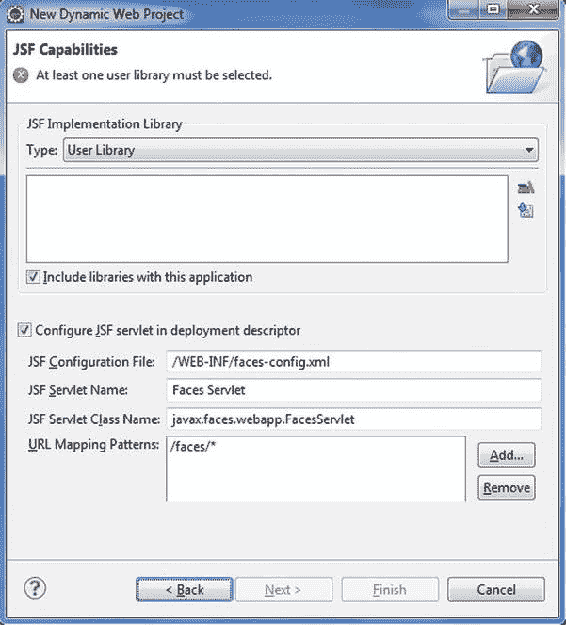 New Dynamic Web Project
JSF Capabilities
At least one user library must be selected.
JSF Implementation Library
Type: User Library
Include libraries with this application
Configure JSF servlet in deployment descriptor
JSF Configuration File: /WEB-INF/faces-config.xml
JSF Servlet Name: Faces Servlet
JSF Servlet Class Name: javax.faces.webapp.FacesServlet
URL Mapping Patterns: /faces/*
Add...
Remove
? < Back Next > Finish Cancel